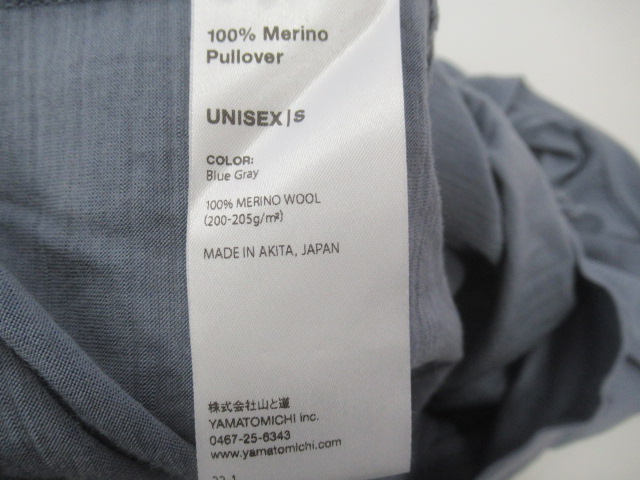 100% Merino
Pullover
UNISEX|S
COLOR:
Blue Gray
100% MERINO WOOL
(200-205g/m²)
MADE IN AKITA, JAPAN
株式会社山と道
YAMATOMICHI inc.
0467-25-6343
www.yamatomichi.com